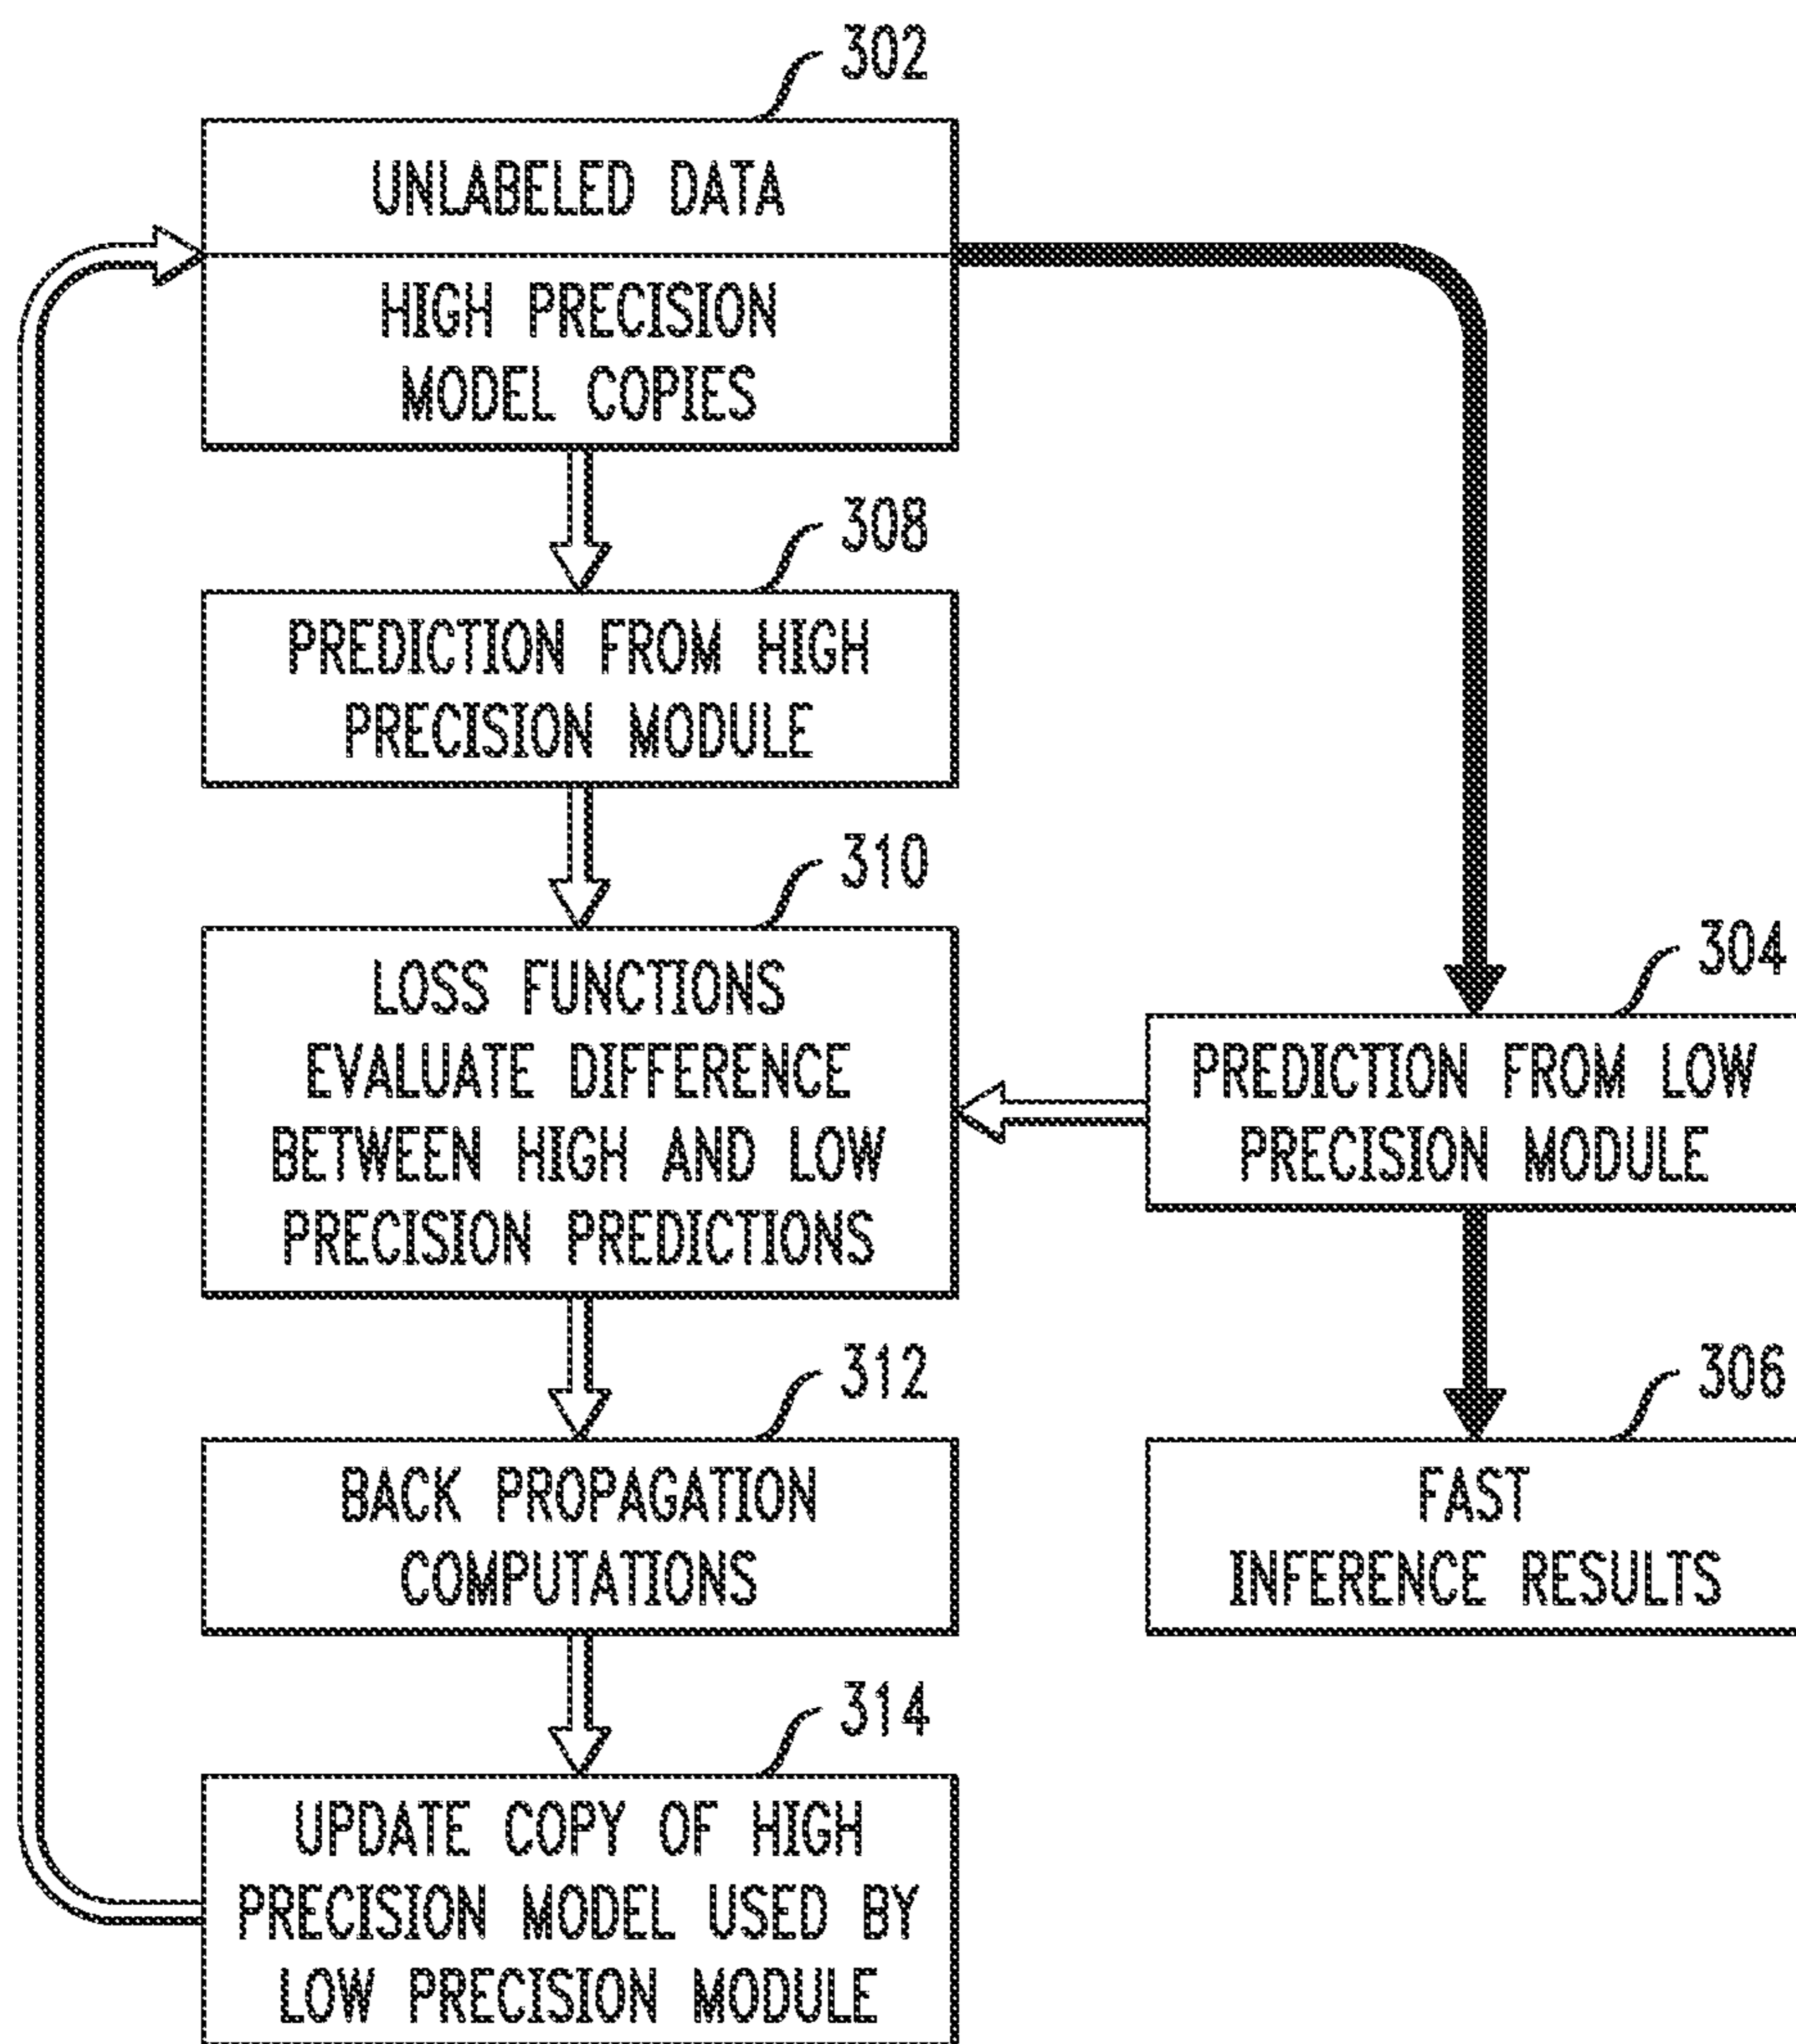 302
UNLABELED DATA
HIGH PRECISION
MODEL COPIES
308
PREDICTION FROM HIGH
PRECISION MODULE
310
LOSS FUNCTIONS
EVALUATE DIFFERENCE
BETWEEN HIGH AND LOW
PRECISION PREDICTIONS
304
PREDICTION FROM LOW
PRECISION MODULE
312
BACK PROPAGATION
COMPUTATIONS
306
FAST
INFERENCE RESULTS
314
UPDATE COPY OF HIGH
PRECISION MODEL USED BY
LOW PRECISION MODULE